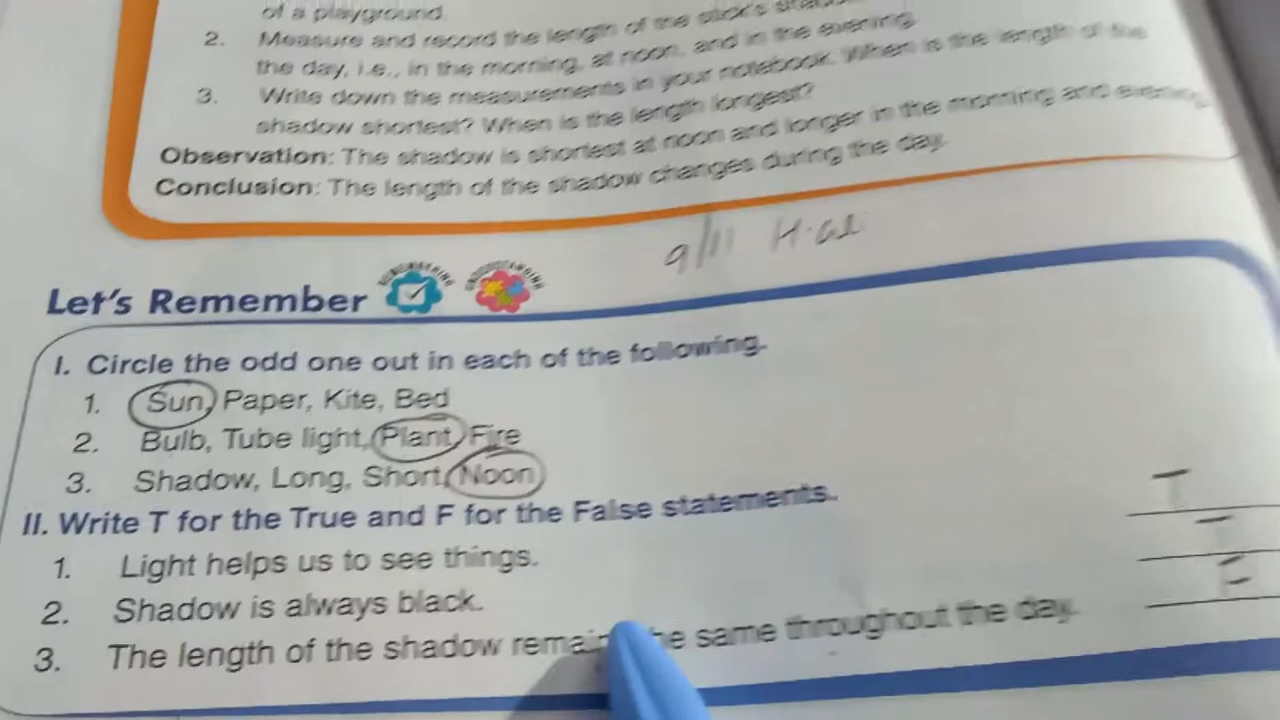 of a playground.
2. Measure and record the length of the stick's
the day, i.e., in the morning, at noon, and in the evening.
3. Write down the measurements in your notebook. When is the length of the
shadow shortest? When is the length longest?
Observation: The shadow is shortest at noon and longer in the morning and evening
Conclusion: The length of the shadow changes during the day.
9/11
Let's Remember
REMEMBERING
UNDERSTANDING
I. Circle the odd one out in each of the following.
1. Sun, Paper, Kite, Bed
2. Bulb, Tube light, Plant, Fire
3. Shadow, Long, Short, Noon
II. Write T for the True and F for the False statements.
1. Light helps us to see things. T
2. Shadow is always black. T
3. The length of the shadow same throughout the day. F